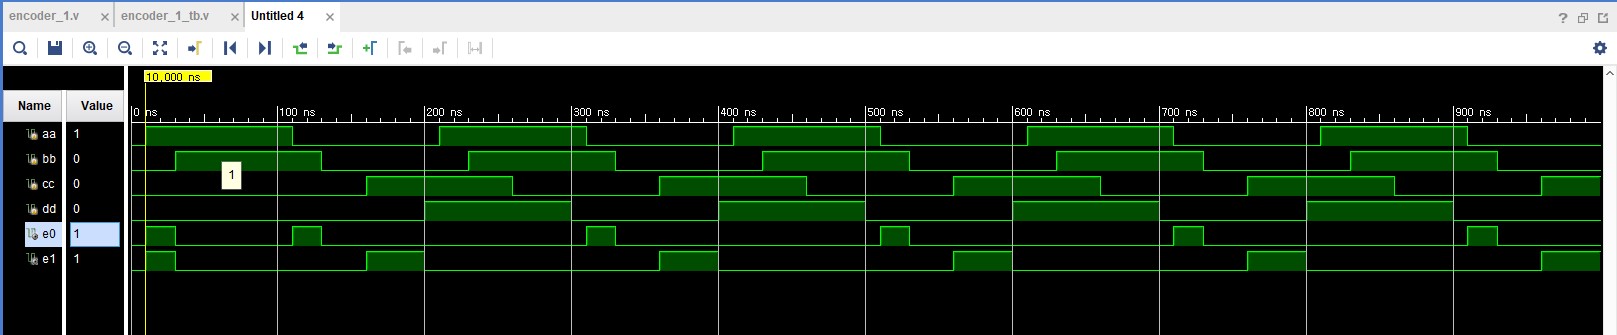 encoder_1.v × encoder_1_tb.v × Untitled 4 ×
?
10,000 ns
Name Value
0 ns 100 ns 200 ns 300 ns 400 ns 500 ns 600 ns 700 ns 800 ns 900 ns
aa 1
bb 0
1
cc 0
dd 0
e0 1
e1 1